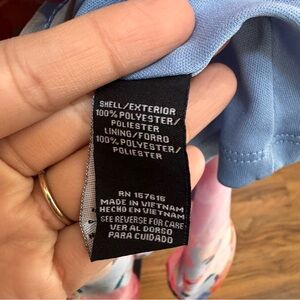 SHELL/EXTERIOR
100% POLYESTER/
POLIESTER
LINING/FORRO
100% POLYESTER/
POLIESTER
RN 157615
MADE IN VIETNAM
HECHO EN VIETNAM
SEE REVERSE FOR CARE
VER AL DORSO
PARA CUIDADO